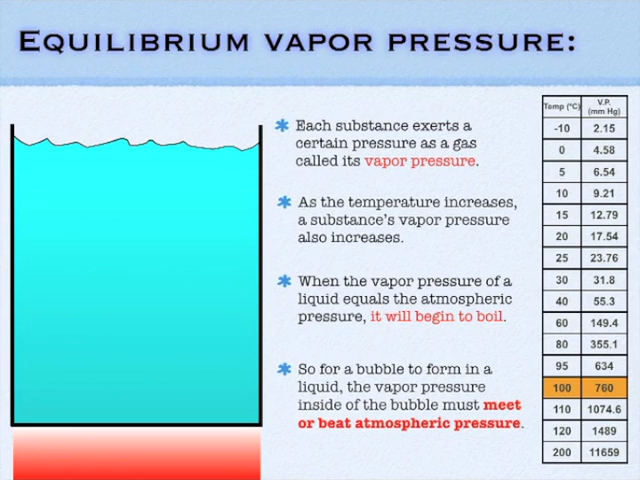 EQUILIBRIUM VAPOR PRESSURE:
Each substance exerts a
certain pressure as a gas
called its vapor pressure.
As the temperature increases,
a substance's vapor pressure
also increases.
When the vapor pressure of a
liquid equals the atmospheric
pressure, it will begin to boil.
So for a bubble to form in a
liquid, the vapor pressure
inside of the bubble must meet
or beat atmospheric pressure.
Temp (°C) V.P. (mm Hg)
-10 2.15
0 4.58
5 6.54
10 9.21
15 12.79
20 17.54
25 23.76
30 31.8
40 55.3
60 149.4
80 355.1
95 634
100 760
110 1074.6
120 1489
200 11659